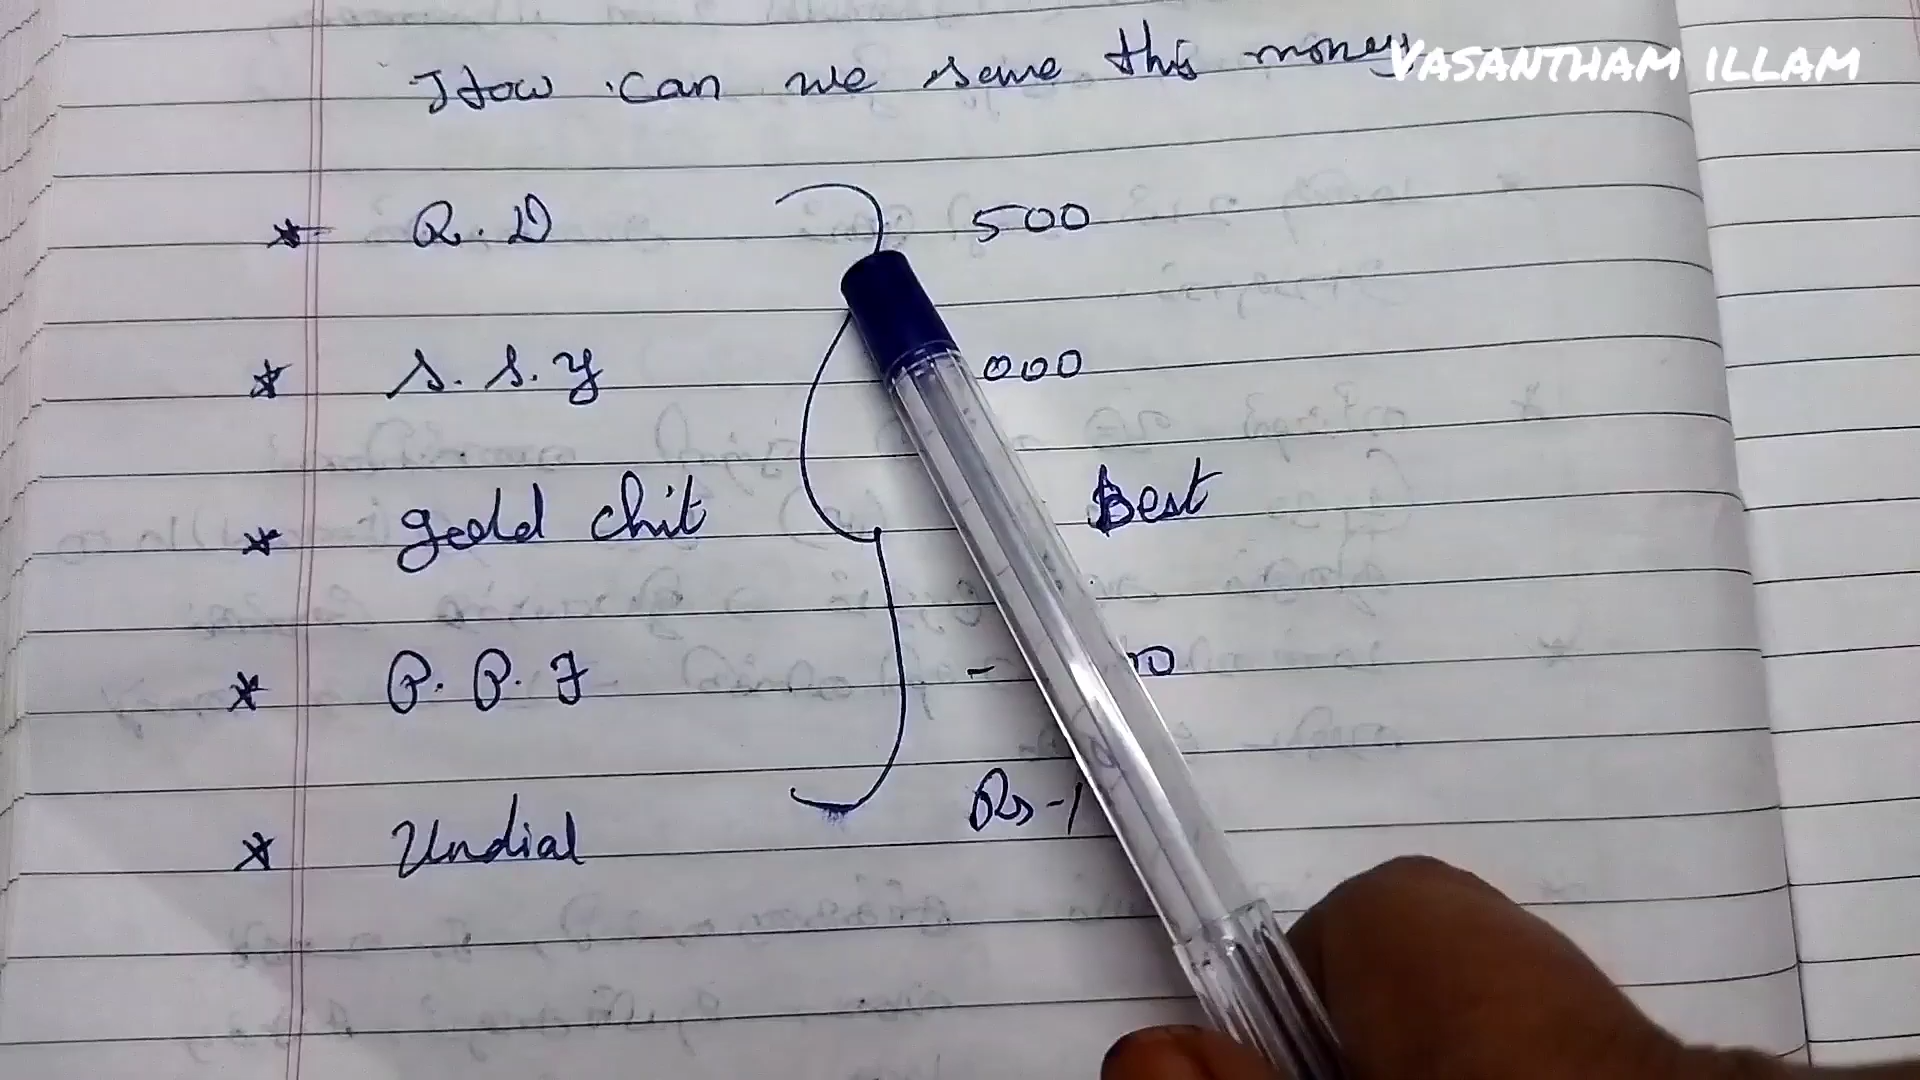 VASANTHAM ILLAM
How can we save this money
* R.D 500
* S.S.Y 000
* gold chit Best
* P.P.F -
* Undial Rs-1